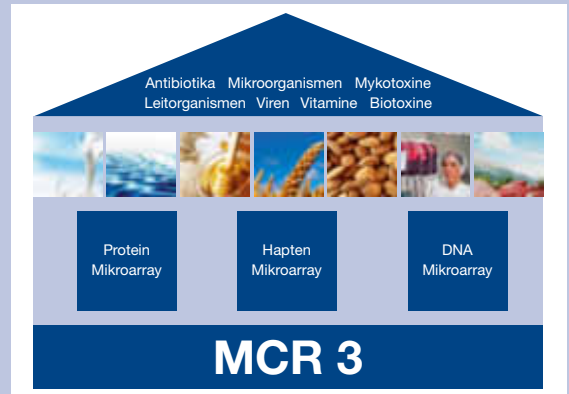 Antibiotika Mikroorganismen Mykotoxine
Leitorganismen Viren Vitamine Biotoxine
Protein
Mikroarray
Hapten
Mikroarray
DNA
Mikroarray
MCR 3